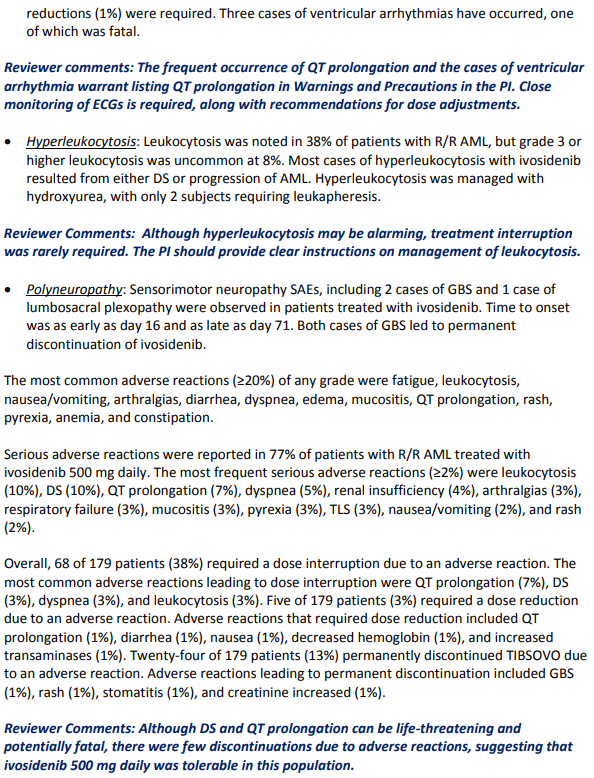 reductions (1%) were required. Three cases of ventricular arrhythmias have occurred, one
of which was fatal.
Reviewer comments: The frequent occurrence of QT prolongation and the cases of ventricular
arrhythmia warrant listing QT prolongation in Warnings and Precautions in the PI. Close
monitoring of ECGs is required, along with recommendations for dose adjustments.
• Hyperleukocytosis: Leukocytosis was noted in 38% of patients with R/R AML, but grade 3 or
higher leukocytosis was uncommon at 8%. Most cases of hyperleukocytosis with ivosidenib
resulted from either DS or progression of AML. Hyperleukocytosis was managed with
hydroxyurea, with only 2 subjects requiring leukapheresis.
Reviewer Comments: Although hyperleukocytosis may be alarming, treatment interruption
was rarely required. The PI should provide clear instructions on management of leukocytosis.
• Polyneuropathy: Sensorimotor neuropathy SAEs, including 2 cases of GBS and 1 case of
lumbosacral plexopathy were observed in patients treated with ivosidenib. Time to onset
was as early as day 16 and as late as day 71. Both cases of GBS led to permanent
discontinuation of ivosidenib.
The most common adverse reactions (≥20%) of any grade were fatigue, leukocytosis,
nausea/vomiting, arthralgias, diarrhea, dyspnea, edema, mucositis, QT prolongation, rash,
pyrexia, anemia, and constipation.
Serious adverse reactions were reported in 77% of patients with R/R AML treated with
ivosidenib 500 mg daily. The most frequent serious adverse reactions (≥2%) were leukocytosis
(10%), DS (10%), QT prolongation (7%), dyspnea (5%), renal insufficiency (4%), arthralgias (3%),
respiratory failure (3%), mucositis (3%), pyrexia (3%), TLS (3%), nausea/vomiting (2%), and rash
(2%).
Overall, 68 of 179 patients (38%) required a dose interruption due to an adverse reaction. The
most common adverse reactions leading to dose interruption were QT prolongation (7%), DS
(3%), dyspnea (3%), and leukocytosis (3%). Five of 179 patients (3%) required a dose reduction
due to an adverse reaction. Adverse reactions that required dose reduction included QT
prolongation (1%), diarrhea (1%), nausea (1%), decreased hemoglobin (1%), and increased
transaminases (1%). Twenty-four of 179 patients (13%) permanently discontinued TIBSOVO due
to an adverse reaction. Adverse reactions leading to permanent discontinuation included GBS
(1%), rash (1%), stomatitis (1%), and creatinine increased (1%).
Reviewer Comments: Although DS and QT prolongation can be life-threatening and
potentially fatal, there were few discontinuations due to adverse reactions, suggesting that
ivosidenib 500 mg daily was tolerable in this population.